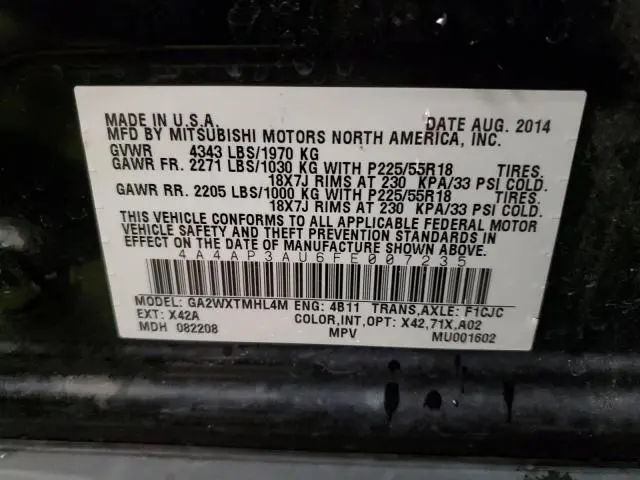 MADE IN U.S.A. DATE AUG. 2014
MFD BY MITSUBISHI MOTORS NORTH AMERICA, INC.
GVWR 4343 LBS/1970 KG
GAWR FR. 2271 LBS/1030 KG WITH P225/55R18 TIRES.
18X7J RIMS AT 230 KPA/33 PSI COLD.
GAWR RR. 2205 LBS/1000 KG WITH P225/55R18 TIRES.
18X7J RIMS AT 230 KPA/33 PSI COLD.
THIS VEHICLE CONFORMS TO ALL APPLICABLE FEDERAL MOTOR
VEHICLE SAFETY AND THEFT PREVENTION STANDARDS IN
EFFECT ON THE DATE OF MANUFACTURE SHOWN ABOVE.
4A4AP3AU6FE007235
MODEL: GA2WXTMHL4M ENG: 4B11 TRANS,AXLE: F1CJC
EXT: X42A COLOR,INT,OPT: X42,71X,A02
MDH 082208 MPV MU001602